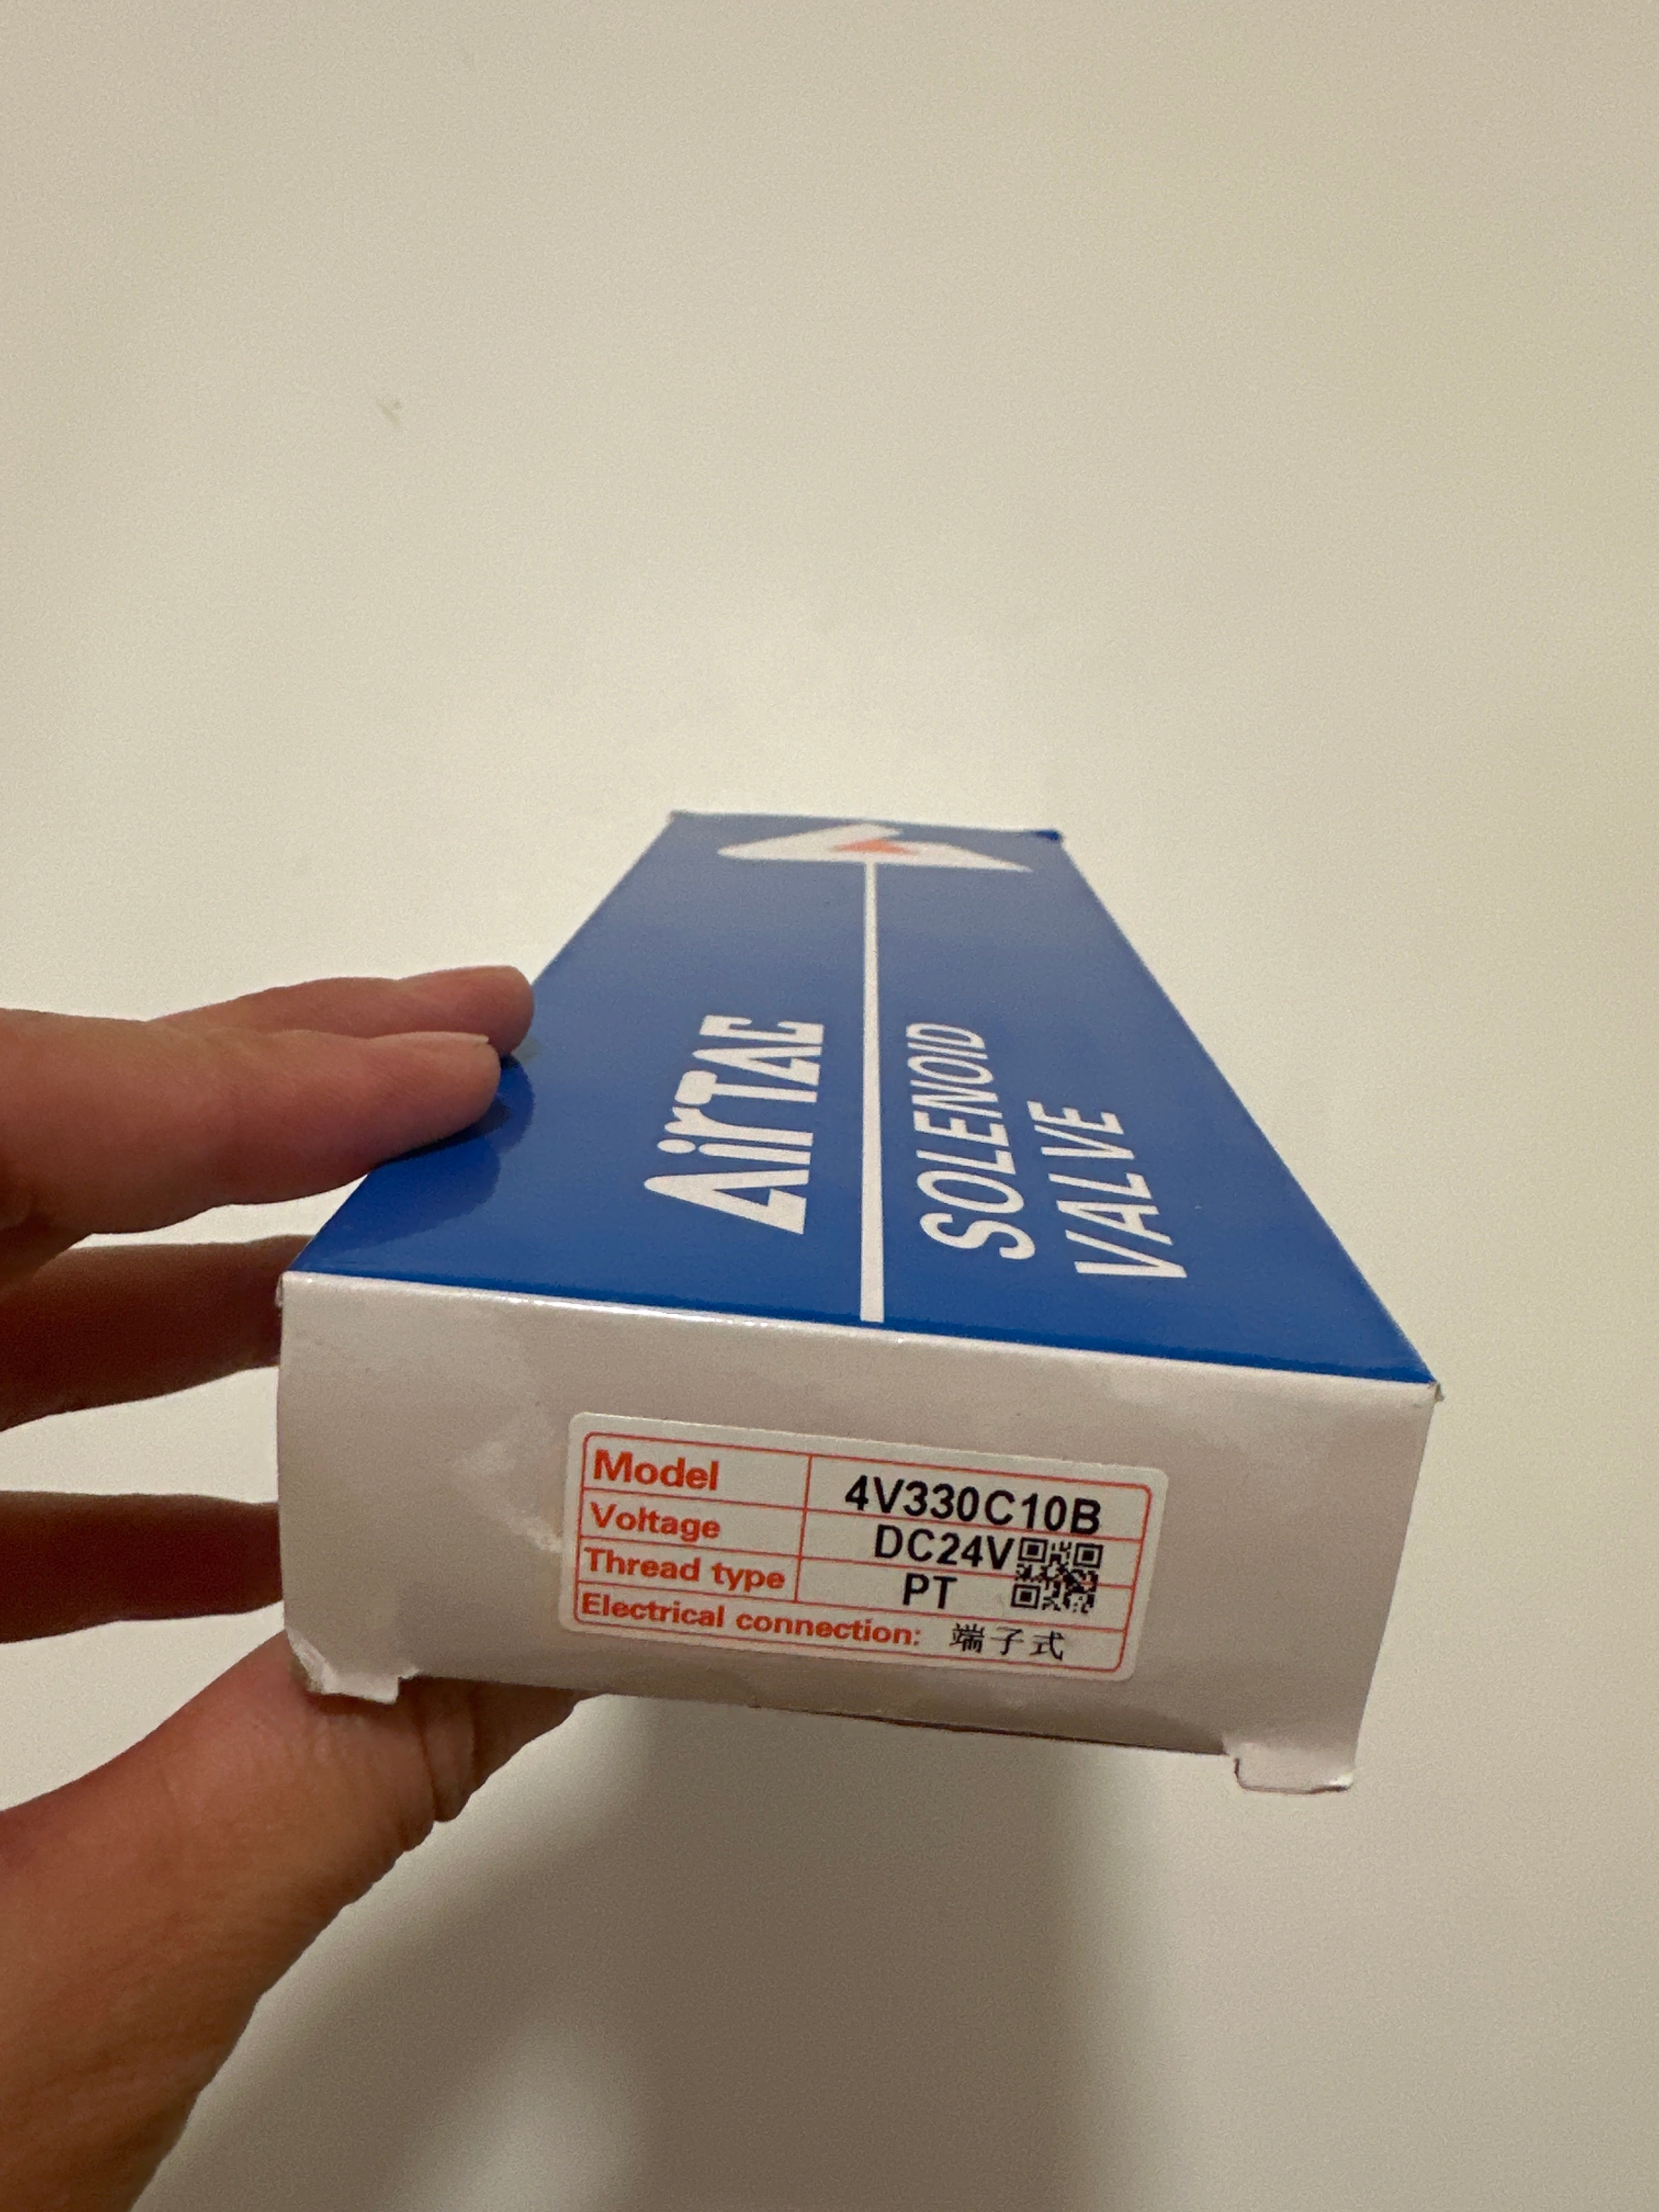 AirTAC
SOLENOID
VALVE
Model 4V330C10B
Voltage DC24V
Thread type PT
Electrical connection: 端子式